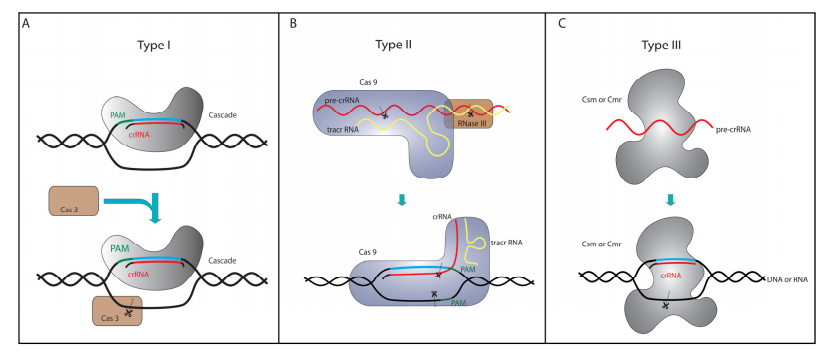 A
Type I
PAM
Cascade
crRNA
Cas 3
PAM
Cascade
crRNA
Cas 3
B
Type II
Cas 9
pre-crRNA
tracr RNA
RNase III
crRNA
tracr RNA
Cas 9
PAM
PAM
C
Type III
Csm or Cmr
pre-crRNA
Csm or Cmr
crRNA
DNA or RNA